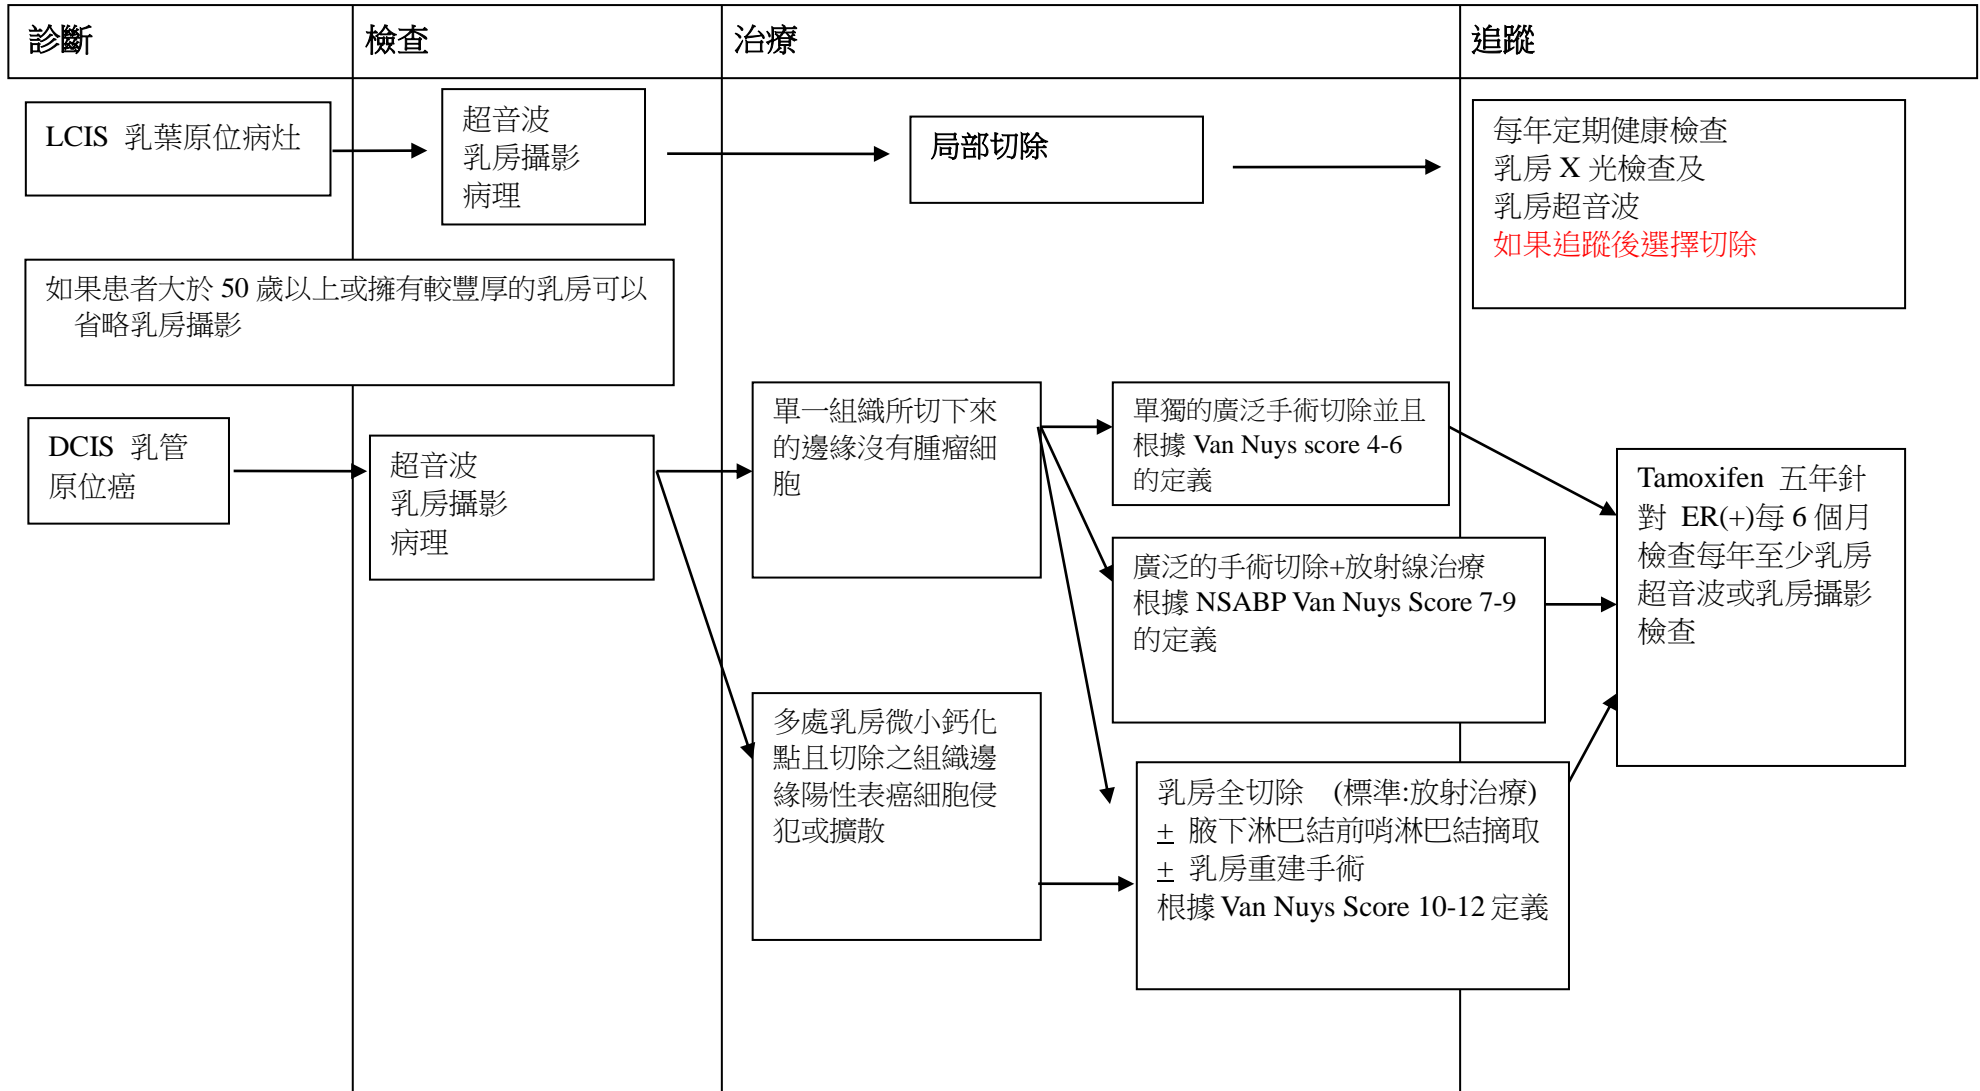 診斷
檢查
治療
追蹤
LCIS 乳葉原位病灶
超音波
乳房攝影
病理
局部切除
每年定期健康檢查
乳房 X 光檢查及
乳房超音波
如果追蹤後選擇切除
如果患者大於 50 歲以上或擁有較豐厚的乳房可以
省略乳房攝影
DCIS 乳管
原位癌
超音波
乳房攝影
病理
單一組織所切下來
的邊緣沒有腫瘤細
胞
單獨的廣泛手術切除並且
根據 Van Nuys score 4-6
的定義
廣泛的手術切除+放射線治療
根據 NSABP Van Nuys Score 7-9
的定義
多處乳房微小鈣化
點且切除之組織邊
緣陽性表癌細胞侵
犯或擴散
乳房全切除 (標準:放射治療)
± 腋下淋巴結前哨淋巴結摘取
± 乳房重建手術
根據 Van Nuys Score 10-12 定義
Tamoxifen 五年針
對 ER(+)每 6 個月
檢查每年至少乳房
超音波或乳房攝影
檢查